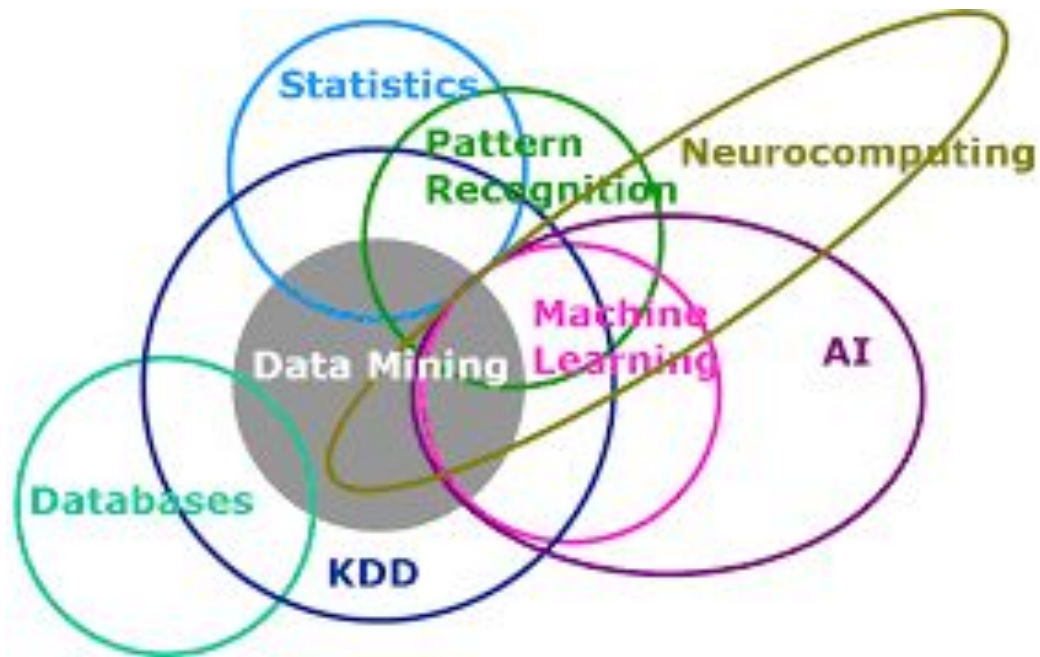 Statistics
Pattern
Recognition
Neurocomputing
Machine
Learning
AI
Data Mining
Databases
KDD